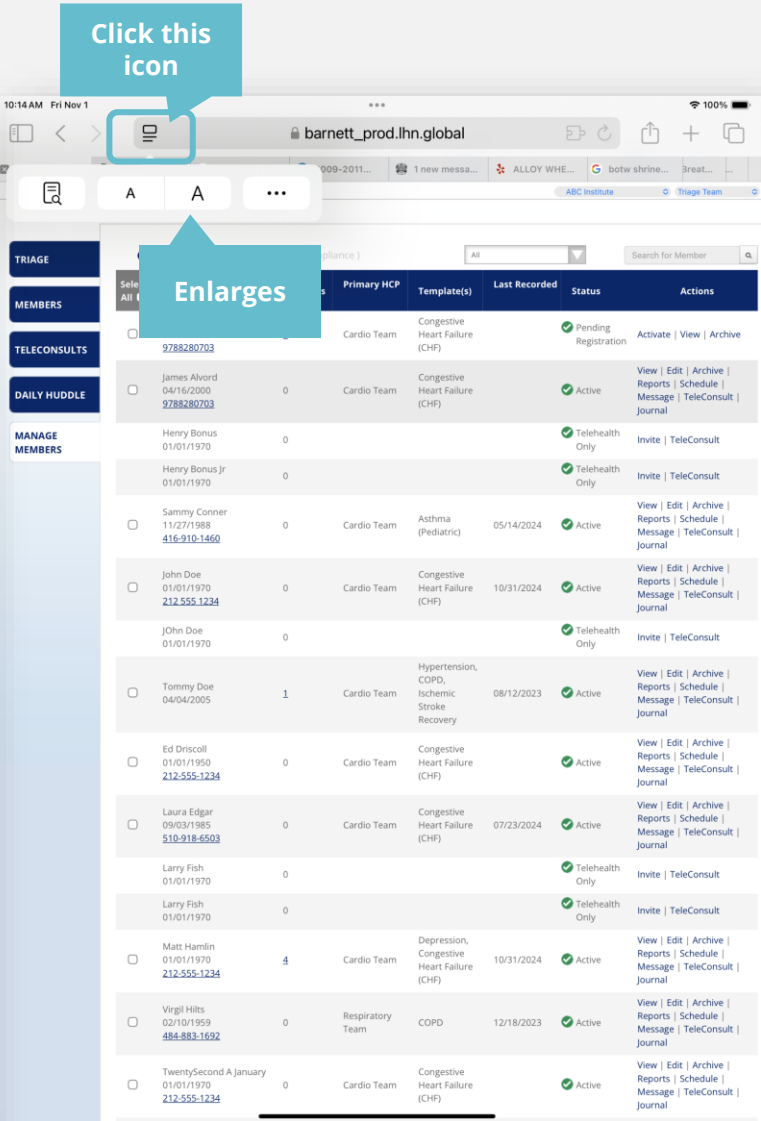 Click this
icon
10:14 AM Fri Nov 1
100%
barnett_prod.lhn.global
2009-2011...
1 new messa...
ALLOY WHE...
botw shrine...
Breat...
...
A A ...
ABC Institute
Triage Team
Enlarges
All
Search for Member
TRIAGE
MEMBERS
TELECONSULTS
DAILY HUDDLE
MANAGE
MEMBERS
All
Primary HCP
Template(s)
Last Recorded
Status
Actions
9788280703
Cardio Team
Congestive
Heart Failure
(CHF)
Pending
Registration
Activate | View | Archive
James Alvord
04/16/2000
9788280703
0
Cardio Team
Congestive
Heart Failure
(CHF)
Active
View | Edit | Archive |
Reports | Schedule |
Message | TeleConsult |
Journal
Henry Bonus
01/01/1970
0
Telehealth
Only
Invite | TeleConsult
Henry Bonus Jr
01/01/1970
0
Telehealth
Only
Invite | TeleConsult
Sammy Conner
11/27/1988
416-910-1460
0
Cardio Team
Asthma
(Pediatric)
05/14/2024
Active
View | Edit | Archive |
Reports | Schedule |
Message | TeleConsult |
Journal
John Doe
01/01/1970
212 555 1234
0
Cardio Team
Congestive
Heart Failure
(CHF)
10/31/2024
Active
View | Edit | Archive |
Reports | Schedule |
Message | TeleConsult |
Journal
JOhn Doe
01/01/1970
0
Telehealth
Only
Invite | TeleConsult
Tommy Doe
04/04/2005
1
Cardio Team
Hypertension,
COPD,
Ischemic
Stroke
Recovery
08/12/2023
Active
View | Edit | Archive |
Reports | Schedule |
Message | TeleConsult |
Journal
Ed Driscoll
01/01/1950
212-555-1234
0
Cardio Team
Congestive
Heart Failure
(CHF)
Active
View | Edit | Archive |
Reports | Schedule |
Message | TeleConsult |
Journal
Laura Edgar
09/03/1985
510-918-6503
0
Cardio Team
Congestive
Heart Failure
(CHF)
07/23/2024
Active
View | Edit | Archive |
Reports | Schedule |
Message | TeleConsult |
Journal
Larry Fish
01/01/1970
0
Telehealth
Only
Invite | TeleConsult
Larry Fish
01/01/1970
0
Telehealth
Only
Invite | TeleConsult
Matt Hamlin
01/01/1970
212-555-1234
4
Cardio Team
Depression,
Congestive
Heart Failure
(CHF)
10/31/2024
Active
View | Edit | Archive |
Reports | Schedule |
Message | TeleConsult |
Journal
Virgil Hilts
02/10/1959
484-883-1692
0
Respiratory
Team
COPD
12/18/2023
Active
View | Edit | Archive |
Reports | Schedule |
Message | TeleConsult |
Journal
TwentySecond A January
01/01/1970
212-555-1234
0
Cardio Team
Congestive
Heart Failure
(CHF)
Active
View | Edit | Archive |
Reports | Schedule |
Message | TeleConsult |
Journal